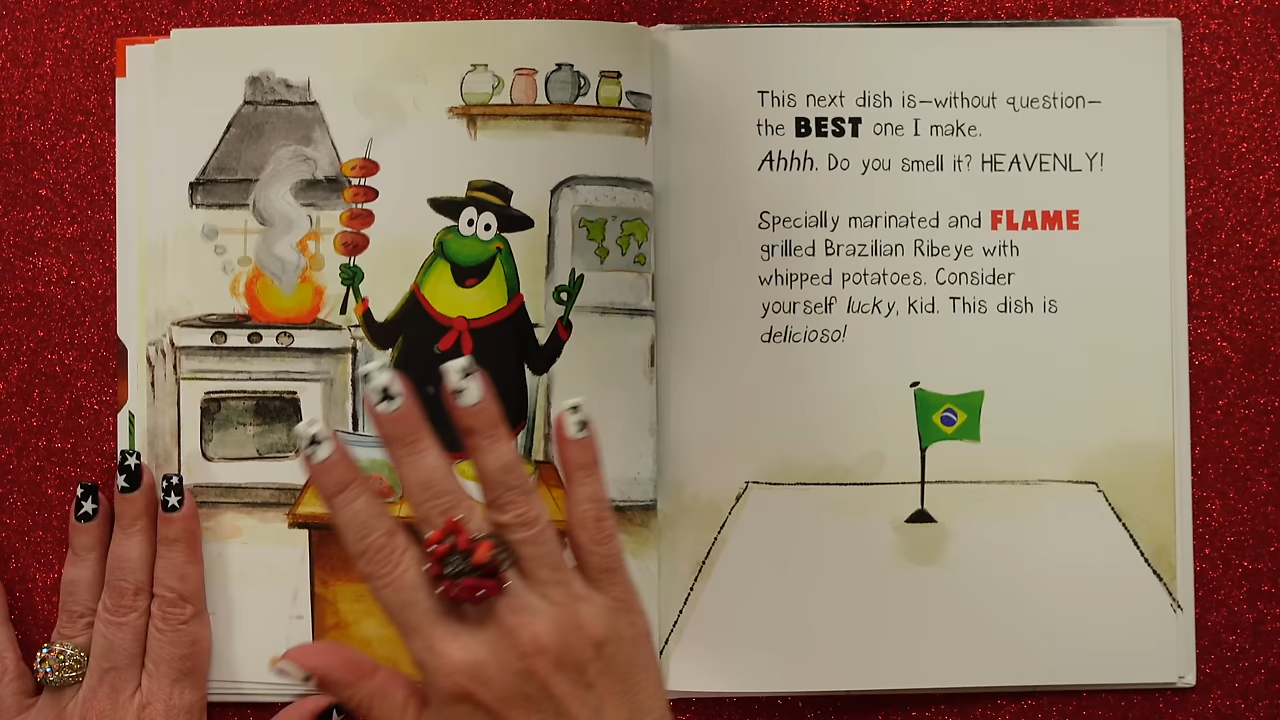 This next dish is—without question—
the BEST one I make.
Ahhh. Do you smell it? HEAVENLY!
Specially marinated and FLAME
grilled Brazilian Ribeye with
whipped potatoes. Consider
yourself lucky, kid. This dish is
delicioso!